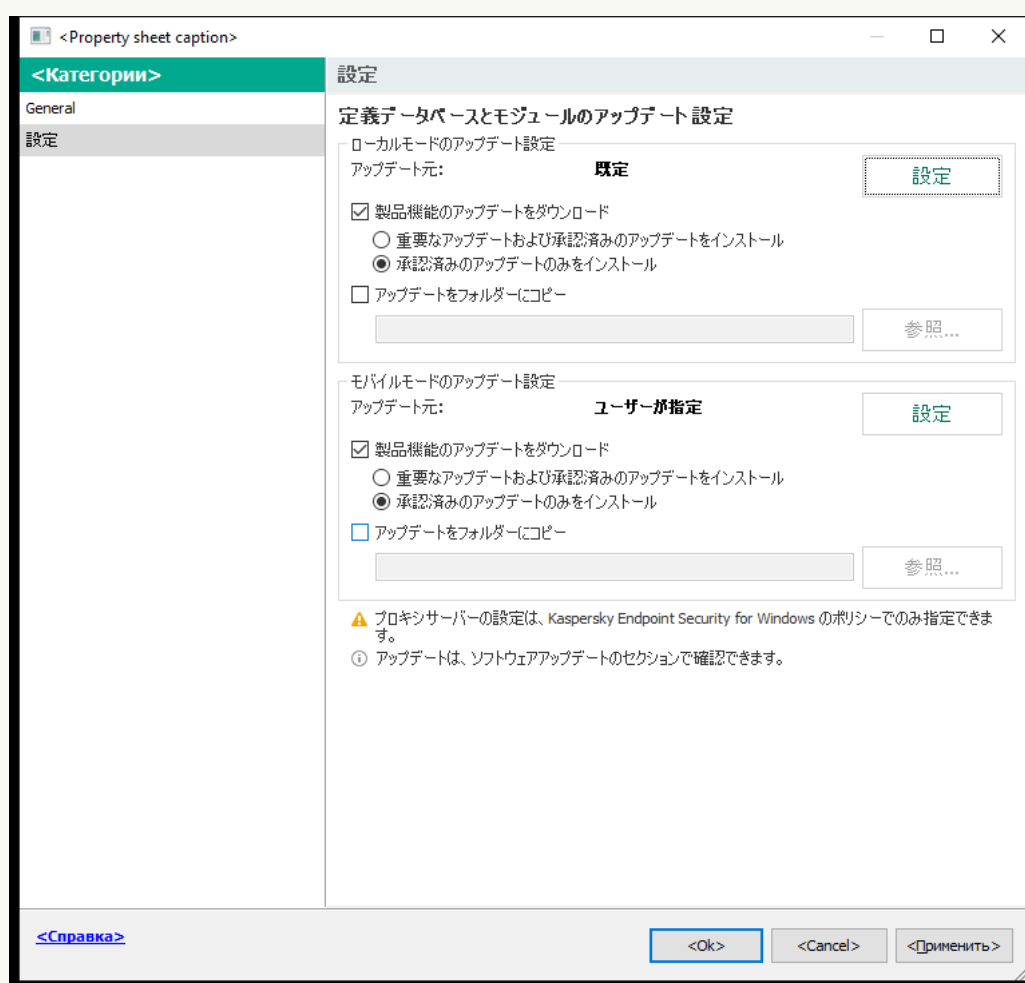 <Property sheet caption>
<Категории>
General
設定
設定
定義データベースとモジュールのアップデート設定
ローカルモードのアップデート設定
アップデート元:
既定
設定
製品機能のアップデートをダウンロード
重要なアップデートおよび承認済みのアップデートをインストール
承認済みのアップデートのみをインストール
アップデートをフォルダーにコピー
参照...
モバイルモードのアップデート設定
アップデート元:
ユーザーが指定
設定
製品機能のアップデートをダウンロード
重要なアップデートおよび承認済みのアップデートをインストール
承認済みのアップデートのみをインストール
アップデートをフォルダーにコピー
参照...
プロキシサーバーの設定は、Kaspersky Endpoint Security for Windows のポリシーでのみ指定できま
す。
アップデートは、ソフトウェアアップデートのセクションで確認できます。
<Справка>
<Ok>
<Cancel>
<Применить>